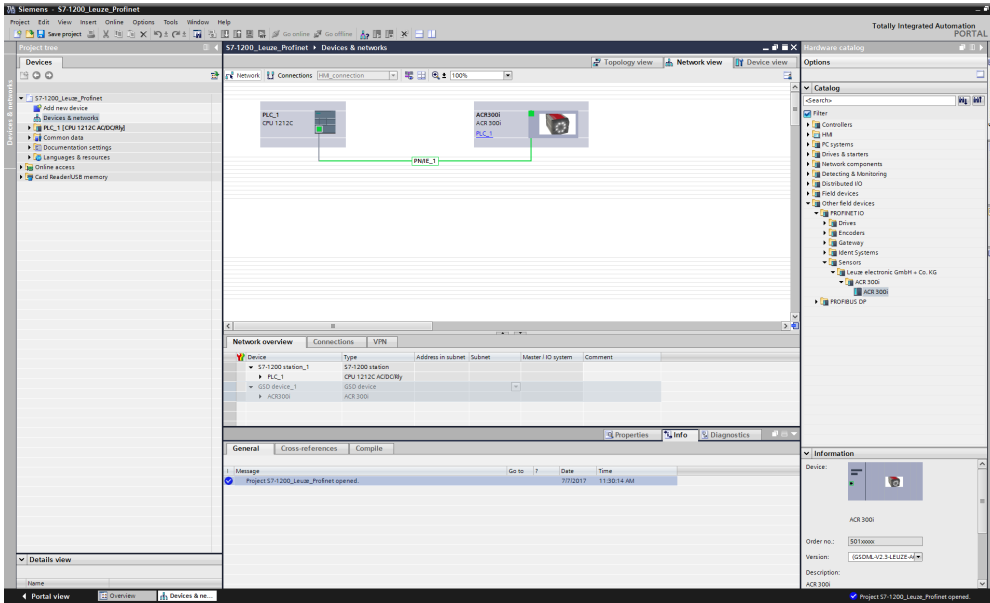 Siemens - S7-1200_Leuze_Profinet
Project Edit View Insert Online Options Tools Window Help
Totally Integrated Automation
PORTAL
Save project Go online Go offline
Project tree
S7-1200_Leuze_Profinet Devices & networks
Hardware catalog
Devices
Topology view Network view Device view
Options
Network Connections HMI_connection 100%
Devices & networks
S7-1200_Leuze_Profinet
Add new device
Devices & networks
PLC_1 [CPU 1212C AC/DC/Rly]
Common data
Documentation settings
Languages & resources
Online access
Card Reader/USB memory
PLC_1
CPU 1212C
ACR300i
ACR 300i
PLC_1
PN/IE_1
Catalog
<Search>
Filter
Controllers
HMI
PC systems
Drives & starters
Network components
Detecting & Monitoring
Distributed I/O
Field devices
Other field devices
PROFINET IO
Drives
Encoders
Gateway
Ident Systems
Sensors
Leuze electronic GmbH + Co. KG
ACR 300i
ACR 300i
PROFIBUS DP
Network overview Connections VPN
Device Type Address in subnet Subnet Master / IO system Comment
S7-1200 station_1 S7-1200 station
PLC_1 CPU 1212C AC/DC/Rly
GSD device_1 GSD device
ACR300i ACR 300i
Properties Info Diagnostics
General Cross-references Compile
! Message Go to ? Date Time
Project S7-1200_Leuze_Profinet opened. 7/7/2017 11:30:14 AM
Information
Device:
ACR 300i
Order no.: 501xxxxx
Version: (GSDML-V2.3-LEUZE-A
Description:
ACR 300i
Details view
Name
Portal view Overview Devices & ne...
Project S7-1200_Leuze_Profinet opened.